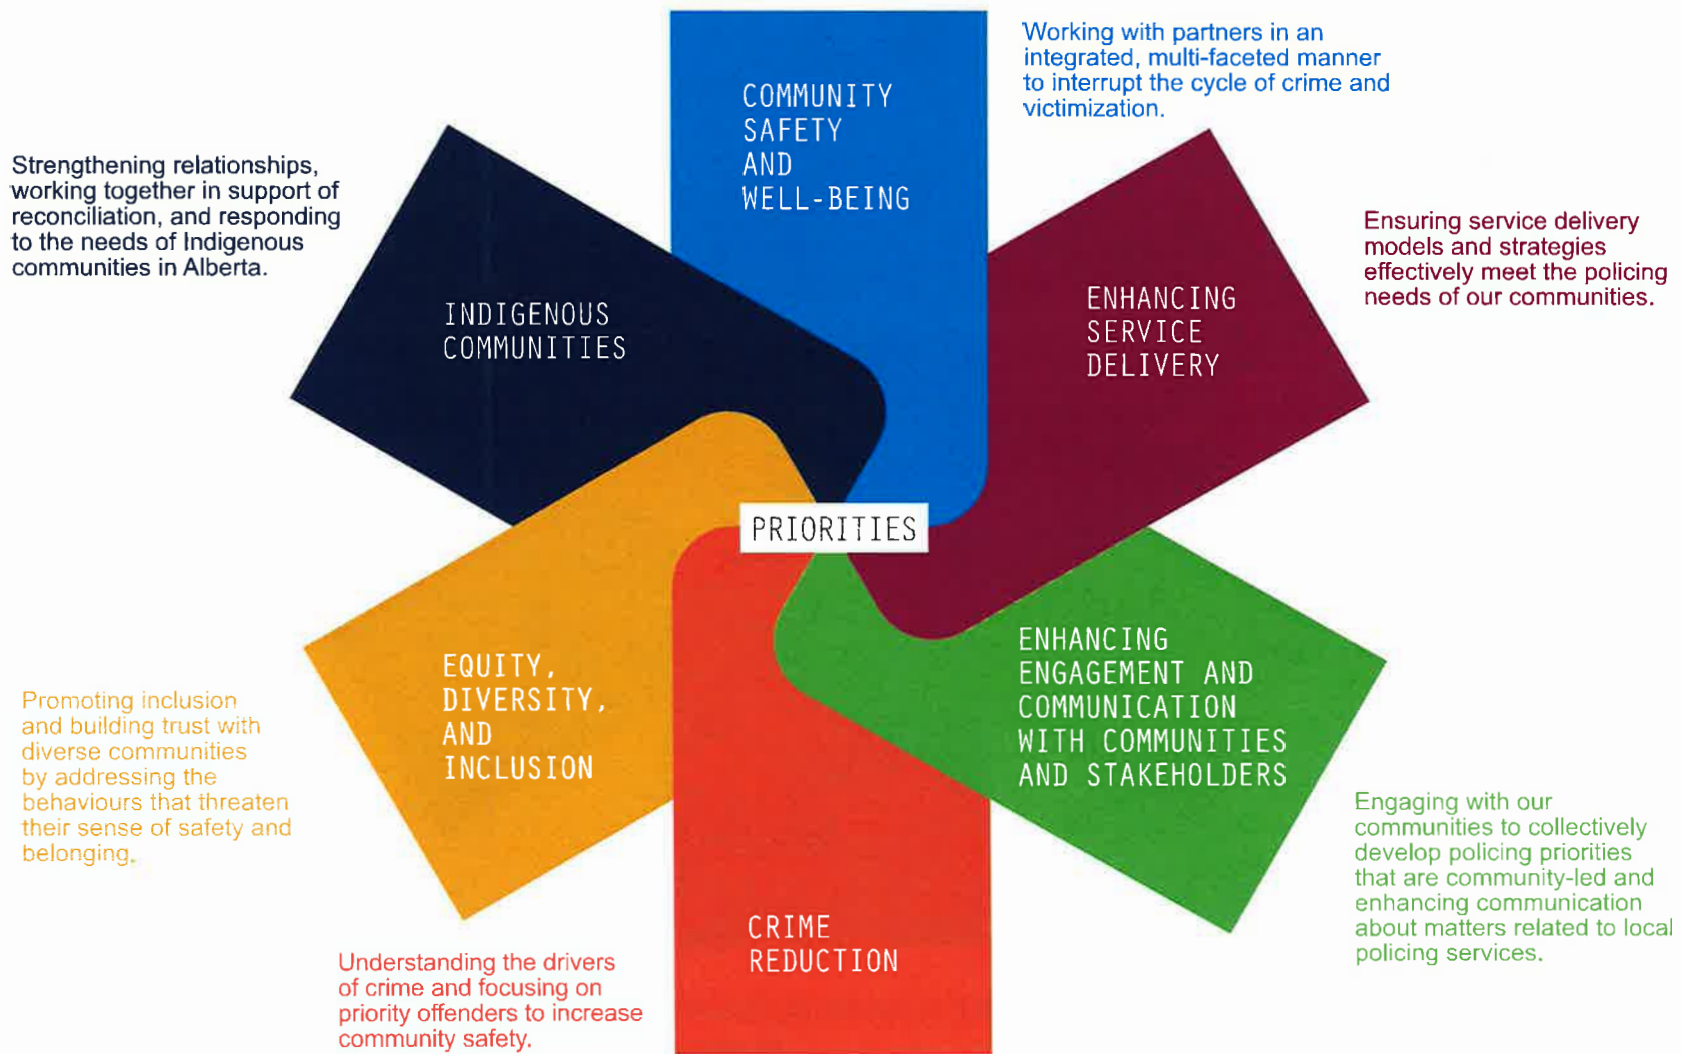 COMMUNITY
SAFETY
AND
WELL-BEING
Working with partners in an
integrated, multi-faceted manner
to interrupt the cycle of crime and
victimization.
ENHANCING
SERVICE
DELIVERY
Ensuring service delivery
models and strategies
effectively meet the policing
needs of our communities.
ENHANCING
ENGAGEMENT AND
COMMUNICATION
WITH COMMUNITIES
AND STAKEHOLDERS
Engaging with our
communities to collectively
develop policing priorities
that are community-led and
enhancing communication
about matters related to local
policing services.
CRIME
REDUCTION
Understanding the drivers
of crime and focusing on
priority offenders to increase
community safety.
EQUITY,
DIVERSITY,
AND
INCLUSION
Promoting inclusion
and building trust with
diverse communities
by addressing the
behaviours that threaten
their sense of safety and
belonging.
INDIGENOUS
COMMUNITIES
Strengthening relationships,
working together in support of
reconciliation, and responding
to the needs of Indigenous
communities in Alberta.
PRIORITIES